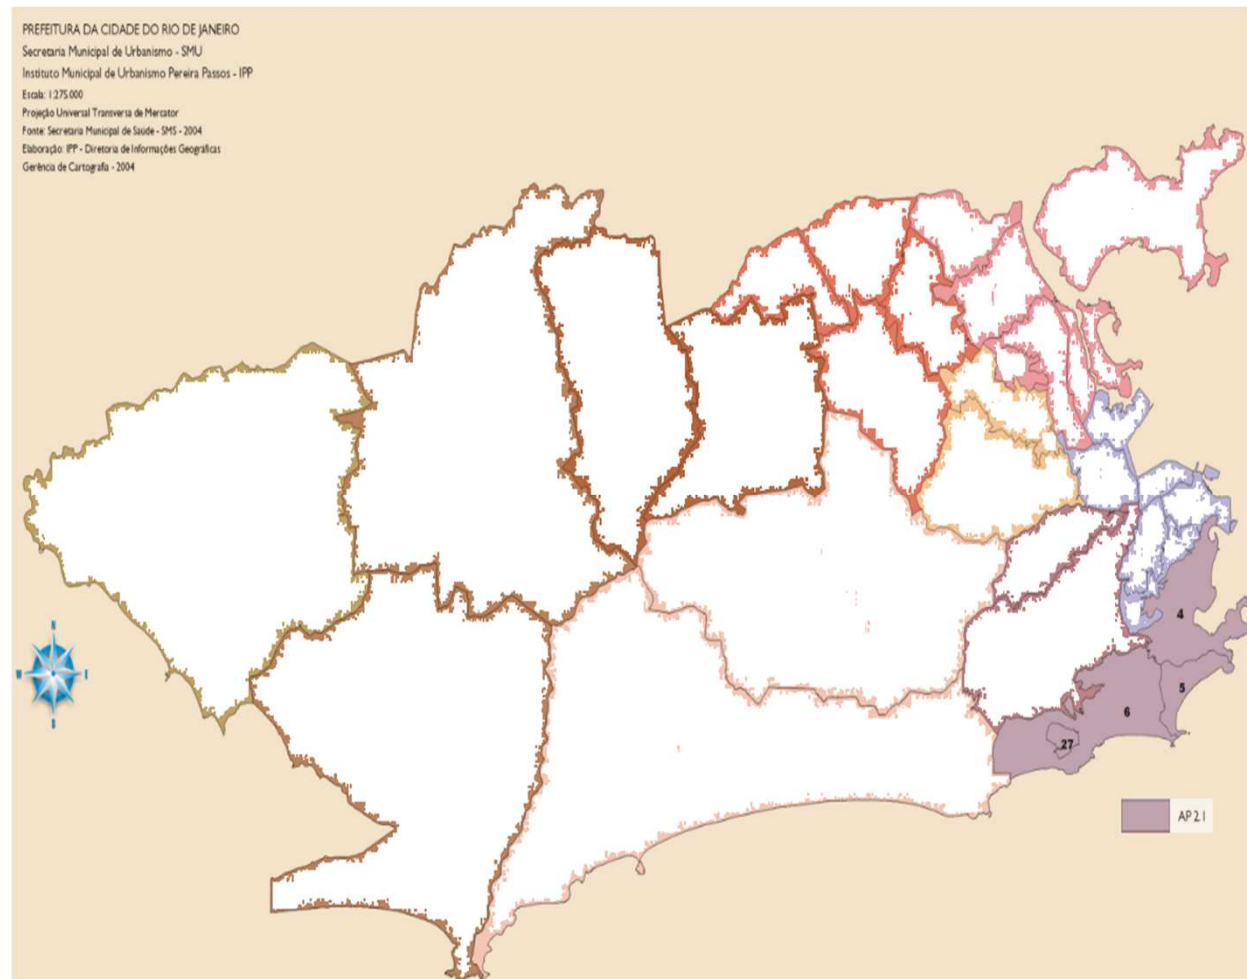 PREFEITURA DA CIDADE DO RIO DE JANEIRO
Secretaria Municipal de Urbanismo - SMU
Instituto Municipal de Urbanismo Pereira Passos - IPP
Escala: 1:275.000
Projeção Universal Transversa de Mercator
Fonte: Secretaria Municipal de Saúde - SMS - 2004
Elaboração: IPP - Diretoria de Informações Geográficas
Gerência de Cartografia - 2004
N
4
5
6
27
AP 2.1